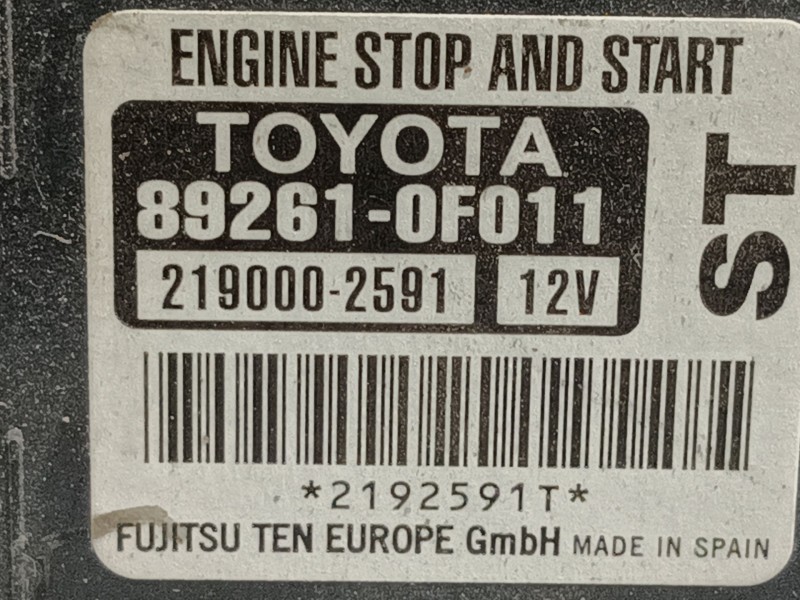 ENGINE STOP AND START
TOYOTA
89261-0F011
219000-2591 12V
ST
*2192591T*
FUJITSU TEN EUROPE GmbH MADE IN SPAIN